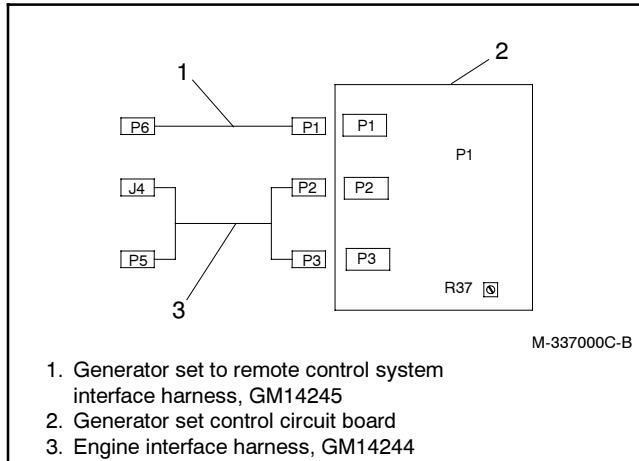 1
2
P6
P1
P1
P1
J4
P2
P2
P5
P3
P3
R37
3
M-337000C-B
1. Generator set to remote control system
interface harness, GM14245
2. Generator set control circuit board
3. Engine interface harness, GM14244